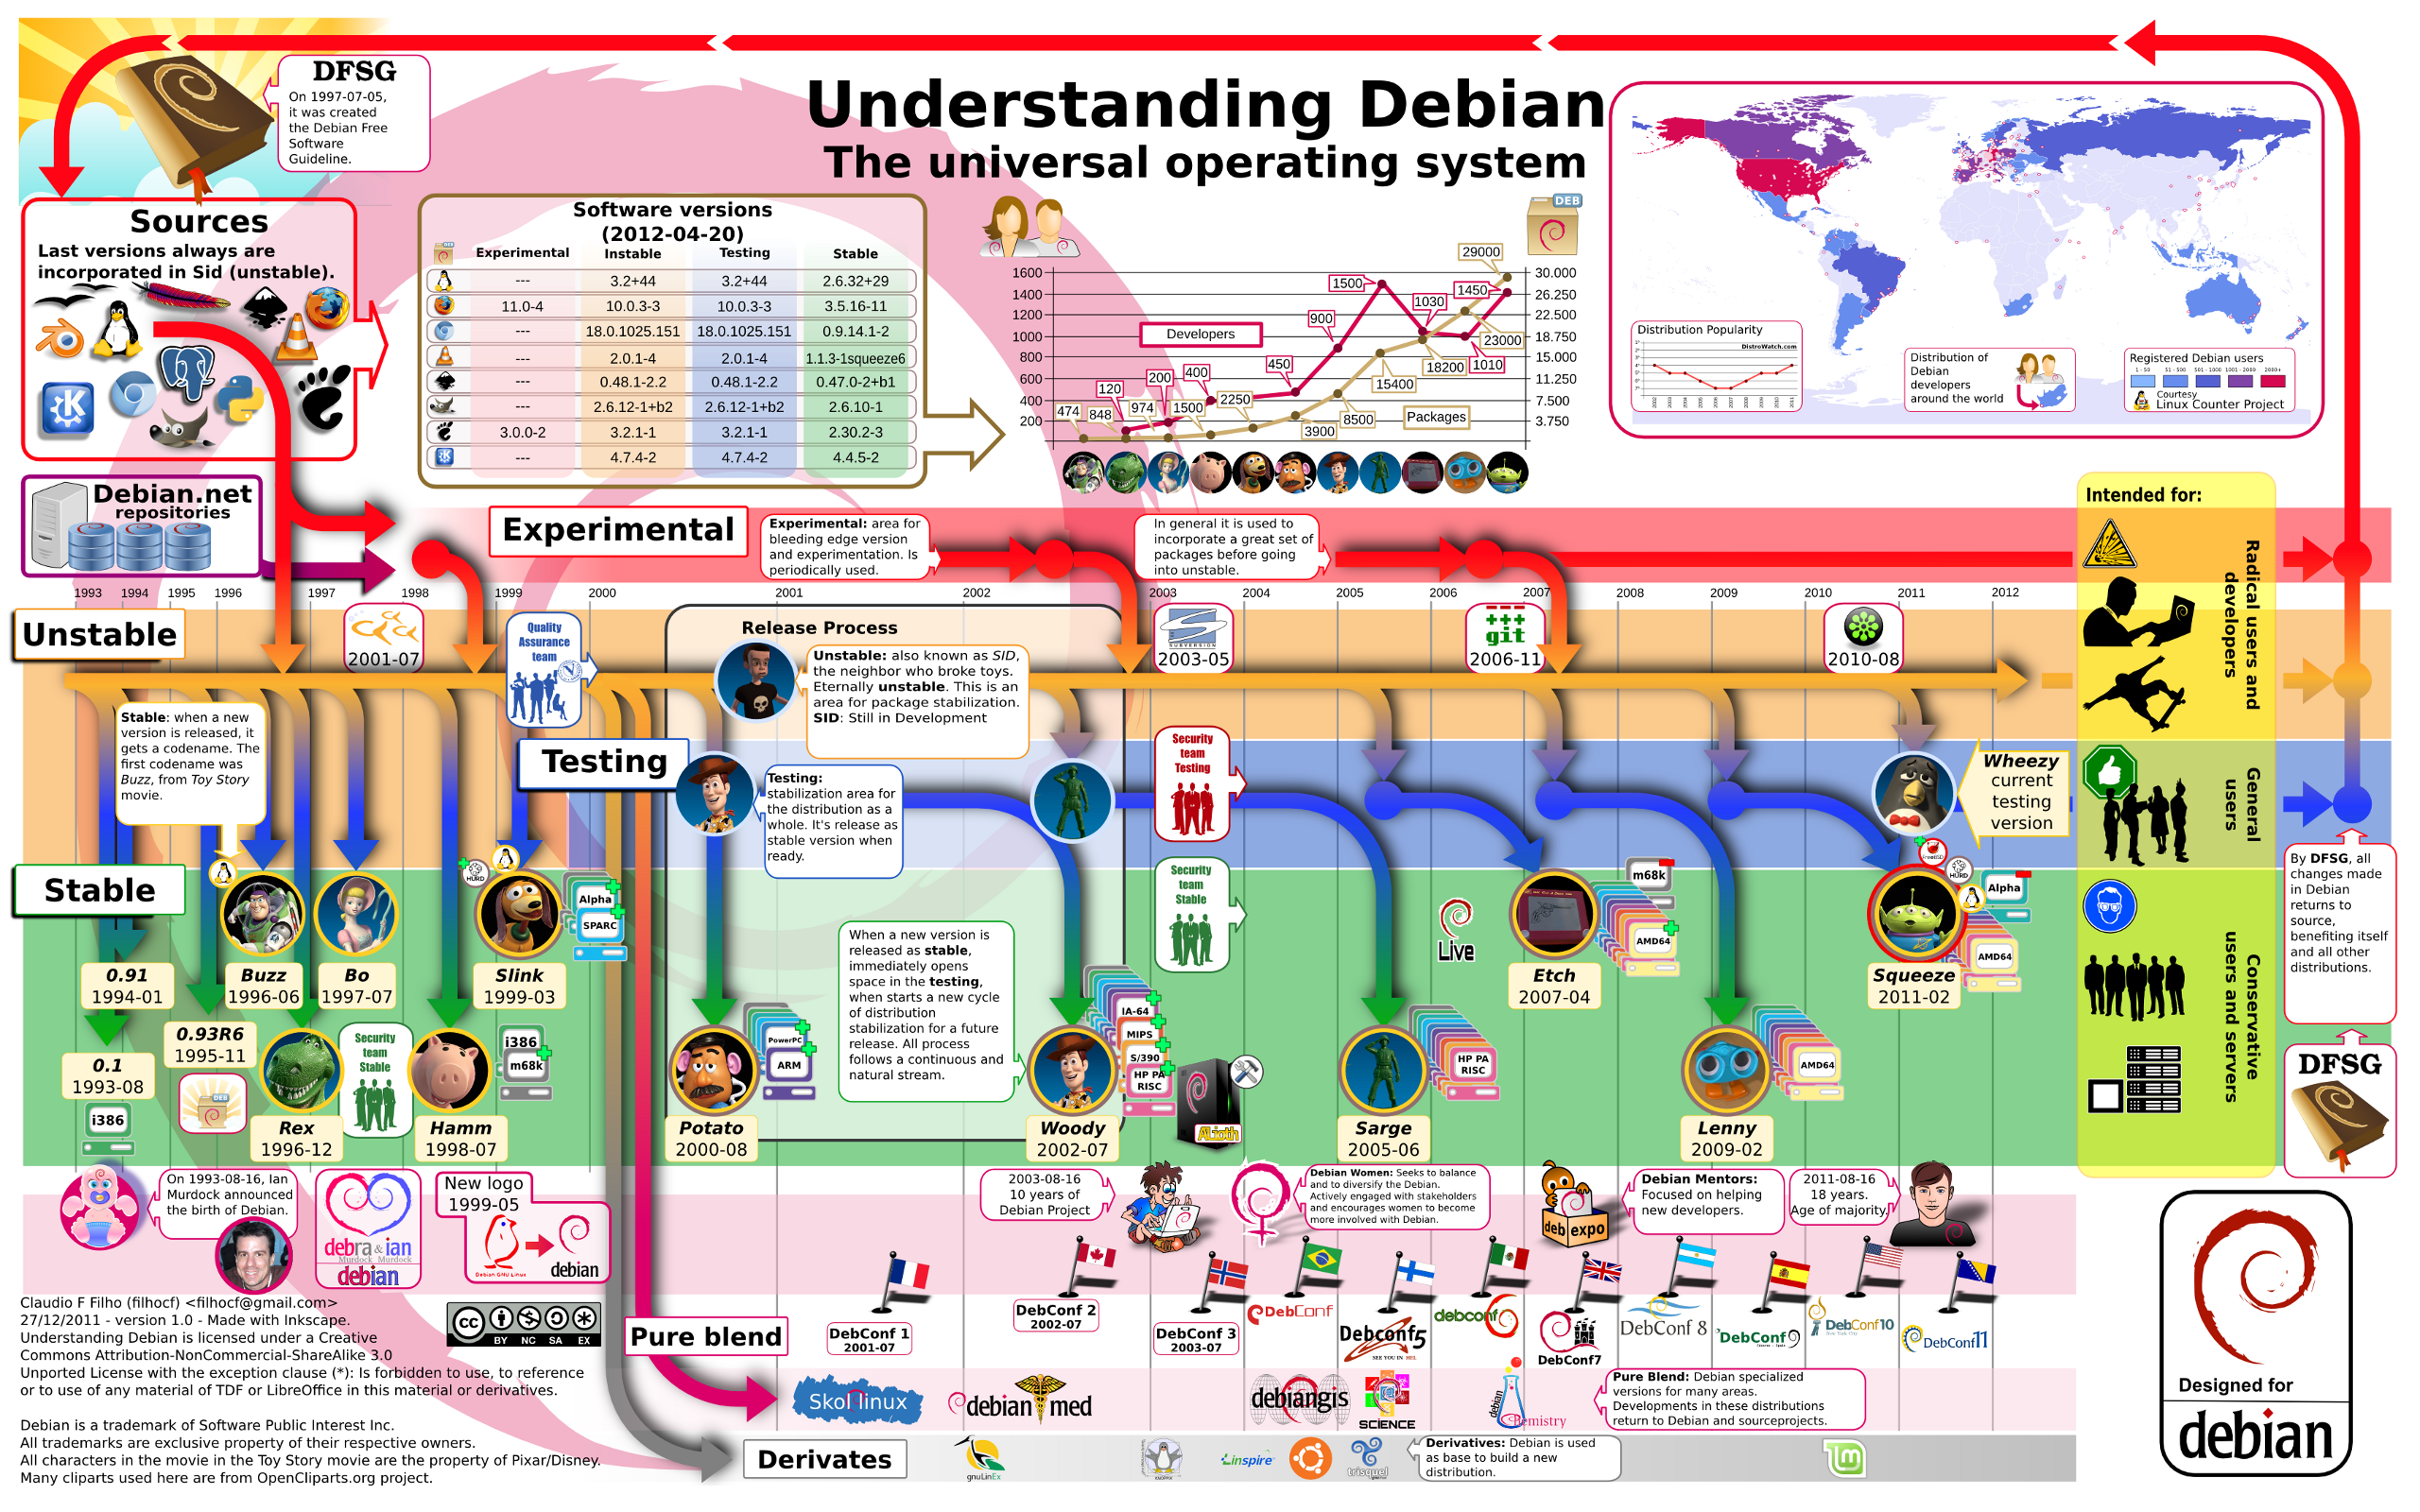 Understanding Debian
The universal operating system
DFSG
On 1997-07-05,
it was created
the Debian Free
Software
Guideline.
Sources
Last versions always are
incorporated in Sid (unstable).
Debian.net
repositories
Software versions
(2012-04-20)
Experimental Instable Testing Stable
--- 3.2+44 3.2+44 2.6.32+29
11.0-4 10.0.3-3 10.0.3-3 3.5.16-11
--- 18.0.1025.151 18.0.1025.151 0.9.14.1-2
--- 2.0.1-4 2.0.1-4 1.1.3-1squeeze6
--- 0.48.1-2.2 0.48.1-2.2 0.47.0-2+b1
--- 2.6.12-1+b2 2.6.12-1+b2 2.6.10-1
3.0.0-2 3.2.1-1 3.2.1-1 2.30.2-3
--- 4.7.4-2 4.7.4-2 4.4.5-2
DEB
1600
1400
1200
1000
800
600
400
200
30.000
26.250
22.500
18.750
15.000
11.250
7.500
3.750
Developers
Packages
120
200
400
450
900
1500
1030
1010
1450
474
848
974
1500
2250
3900
8500
15400
18200
23000
29000
Distribution Popularity
DistroWatch.com
2002 2003 2004 2005 2006 2007 2008 2009 2010 2011
Distribution of
Debian
developers
around the world
Registered Debian users
1 - 50 51 - 500 501 - 1000 1001 - 2000 2000+
Courtesy
Linux Counter Project
Experimental
Experimental: area for
bleeding edge version
and experimentation. Is
periodically used.
In general it is used to
incorporate a great set of
packages before going
into unstable.
Intended for:
Radical users and
developers
General
users
Conservative
users and servers
1993 1994 1995 1996 1997 1998 1999 2000 2001 2002 2003 2004 2005 2006 2007 2008 2009 2010 2011 2012
Unstable
2001-07
Quality
Assurance
team
Release Process
Unstable: also known as SID,
the neighbor who broke toys.
Eternally unstable. This is an
area for package stabilization.
SID: Still in Development
SUBVERSION
2003-05
git
2006-11
2010-08
Stable: when a new
version is released, it
gets a codename. The
first codename was
Buzz, from Toy Story
movie.
Testing
Testing:
stabilization area for
the distribution as a
whole. It's release as
stable version when
ready.
Security
team
Testing
Wheezy
current
testing
version
Stable
HURD
Alpha
SPARC
Security
team
Stable
When a new version is
released as stable,
immediately opens
space in the testing,
when starts a new cycle
of distribution
stabilization for a future
release. All process
follows a continuous and
natural stream.
Live
m68k
AMD64
FreeBSD
HURD
Alpha
AMD64
By DFSG, all
changes made
in Debian
returns to
source,
benefiting itself
and all other
distributions.
DFSG
0.91
1994-01
Buzz
1996-06
Bo
1997-07
Slink
1999-03
Etch
2007-04
Squeeze
2011-02
0.1
1993-08
i386
0.93R6
1995-11
DEB
Rex
1996-12
Security
team
Stable
Hamm
1998-07
i386
m68k
Potato
2000-08
PowerPC
ARM
Woody
2002-07
IA-64
MIPS
S/390
HP PA
RISC
Alioth
Sarge
2005-06
HP PA
RISC
Lenny
2009-02
AMD64
On 1993-08-16, Ian
Murdock announced
the birth of Debian.
debra & ian
Murdock Murdock
debian
New logo
1999-05
Debian GNU Linux
debian
2003-08-16
10 years of
Debian Project
Debian Women: Seeks to balance
and to diversify the Debian.
Actively engaged with stakeholders
and encourages women to become
more involved with Debian.
deb expo
Debian Mentors:
Focused on helping
new developers.
2011-08-16
18 years.
Age of majority.
DebConf 1
2001-07
DebConf 2
2002-07
DebConf 3
2003-07
DebConf
Debconf5
SEE YOU IN HEL
debconf6
DebConf7
DebConf 8
DebConf9
DebConf10
New York City
DebConf11
Claudio F Filho (filhocf) <filhocf@gmail.com>
27/12/2011 - version 1.0 - Made with Inkscape.
Understanding Debian is licensed under a Creative
Commons Attribution-NonCommercial-ShareAlike 3.0
Unported License with the exception clause (*): Is forbidden to use, to reference
or to use of any material of TDF or LibreOffice in this material or derivatives.
cc
BY NC SA EX
Debian is a trademark of Software Public Interest Inc.
All trademarks are exclusive property of their respective owners.
All characters in the movie in the Toy Story movie are the property of Pixar/Disney.
Many cliparts used here are from OpenCliparts.org project.
Pure blend
Skolelinux
debian med
debiangis
SCIENCE
debian
Chemistry
Pure Blend: Debian specialized
versions for many areas.
Developments in these distributions
return to Debian and sourceprojects.
Derivates
gnuLinEx
KNOPPIX
Linspire
trisquel
Derivatives: Debian is used
as base to build a new
distribution.
Designed for
debian